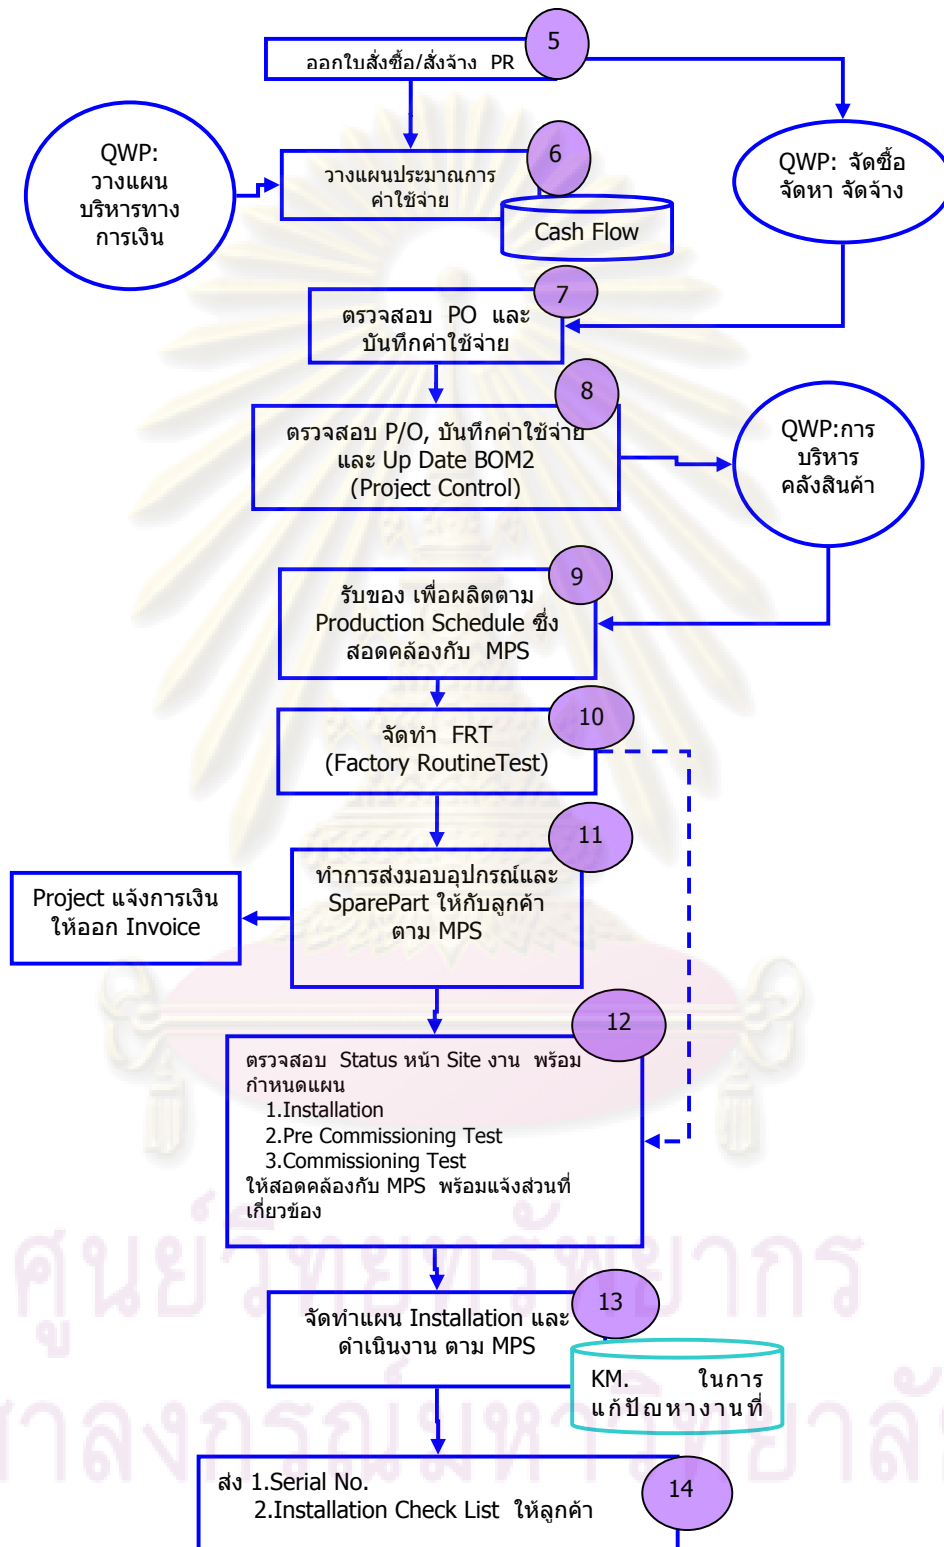 5
ออกใบสั่งซื้อ/สั่งจ้าง PR
QWP:
วางแผน
บริหารทาง
การเงิน
6
วางแผนประมาณการ
ค่าใช้จ่าย
Cash Flow
QWP: จัดซื้อ
จัดหา จัดจ้าง
7
ตรวจสอบ PO และ
บันทึกค่าใช้จ่าย
8
ตรวจสอบ P/O, บันทึกค่าใช้จ่าย
และ Up Date BOM2
(Project Control)
QWP:การ
บริหาร
คลังสินค้า
9
รับของ เพื่อผลิตตาม
Production Schedule ซึ่ง
สอดคล้องกับ MPS
10
จัดทำ FRT
(Factory RoutineTest)
11
ทำการส่งมอบอุปกรณ์และ
SparePart ให้กับลูกค้า
ตาม MPS
Project แจ้งการเงิน
ให้ออก Invoice
12
ตรวจสอบ Status หน้า Site งาน พร้อม
กำหนดแผน
1.Installation
2.Pre Commissioning Test
3.Commissioning Test
ให้สอดคล้องกับ MPS พร้อมแจ้งส่วนที่
เกี่ยวข้อง
13
จัดทำแผน Installation และ
ดำเนินงาน ตาม MPS
KM. ในการ
แก้ปัญหางานที่
14
ส่ง 1.Serial No.
2.Installation Check List ให้ลูกค้า
ศูนย์วิทยทรัพยากร